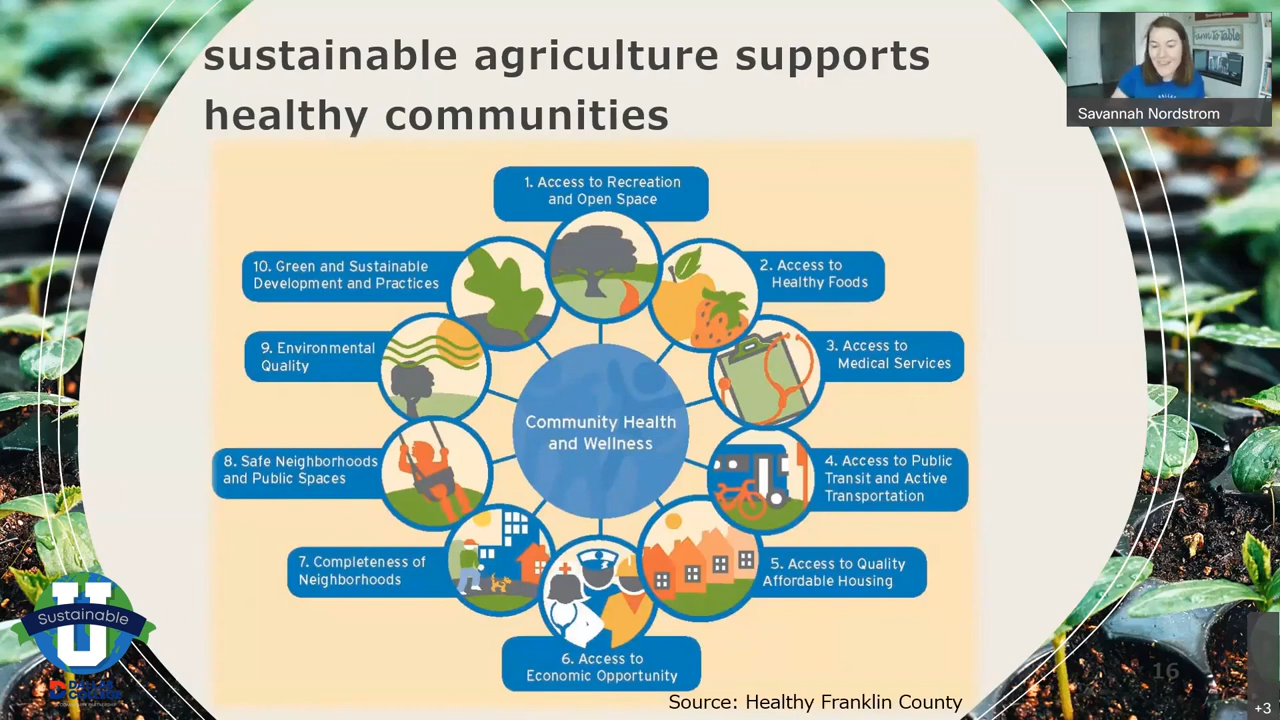 sustainable agriculture supports
healthy communities
Savannah Nordstrom
1. Access to Recreation
and Open Space
2. Access to
Healthy Foods
3. Access to
Medical Services
4. Access to Public
Transit and Active
Transportation
5. Access to Quality
Affordable Housing
6. Access to
Economic Opportunity
7. Completeness of
Neighborhoods
8. Safe Neighborhoods
and Public Spaces
9. Environmental
Quality
10. Green and Sustainable
Development and Practices
Community Health
and Wellness
Source: Healthy Franklin County
U
Sustainable
DALLAS
COLLEGE
16
+3